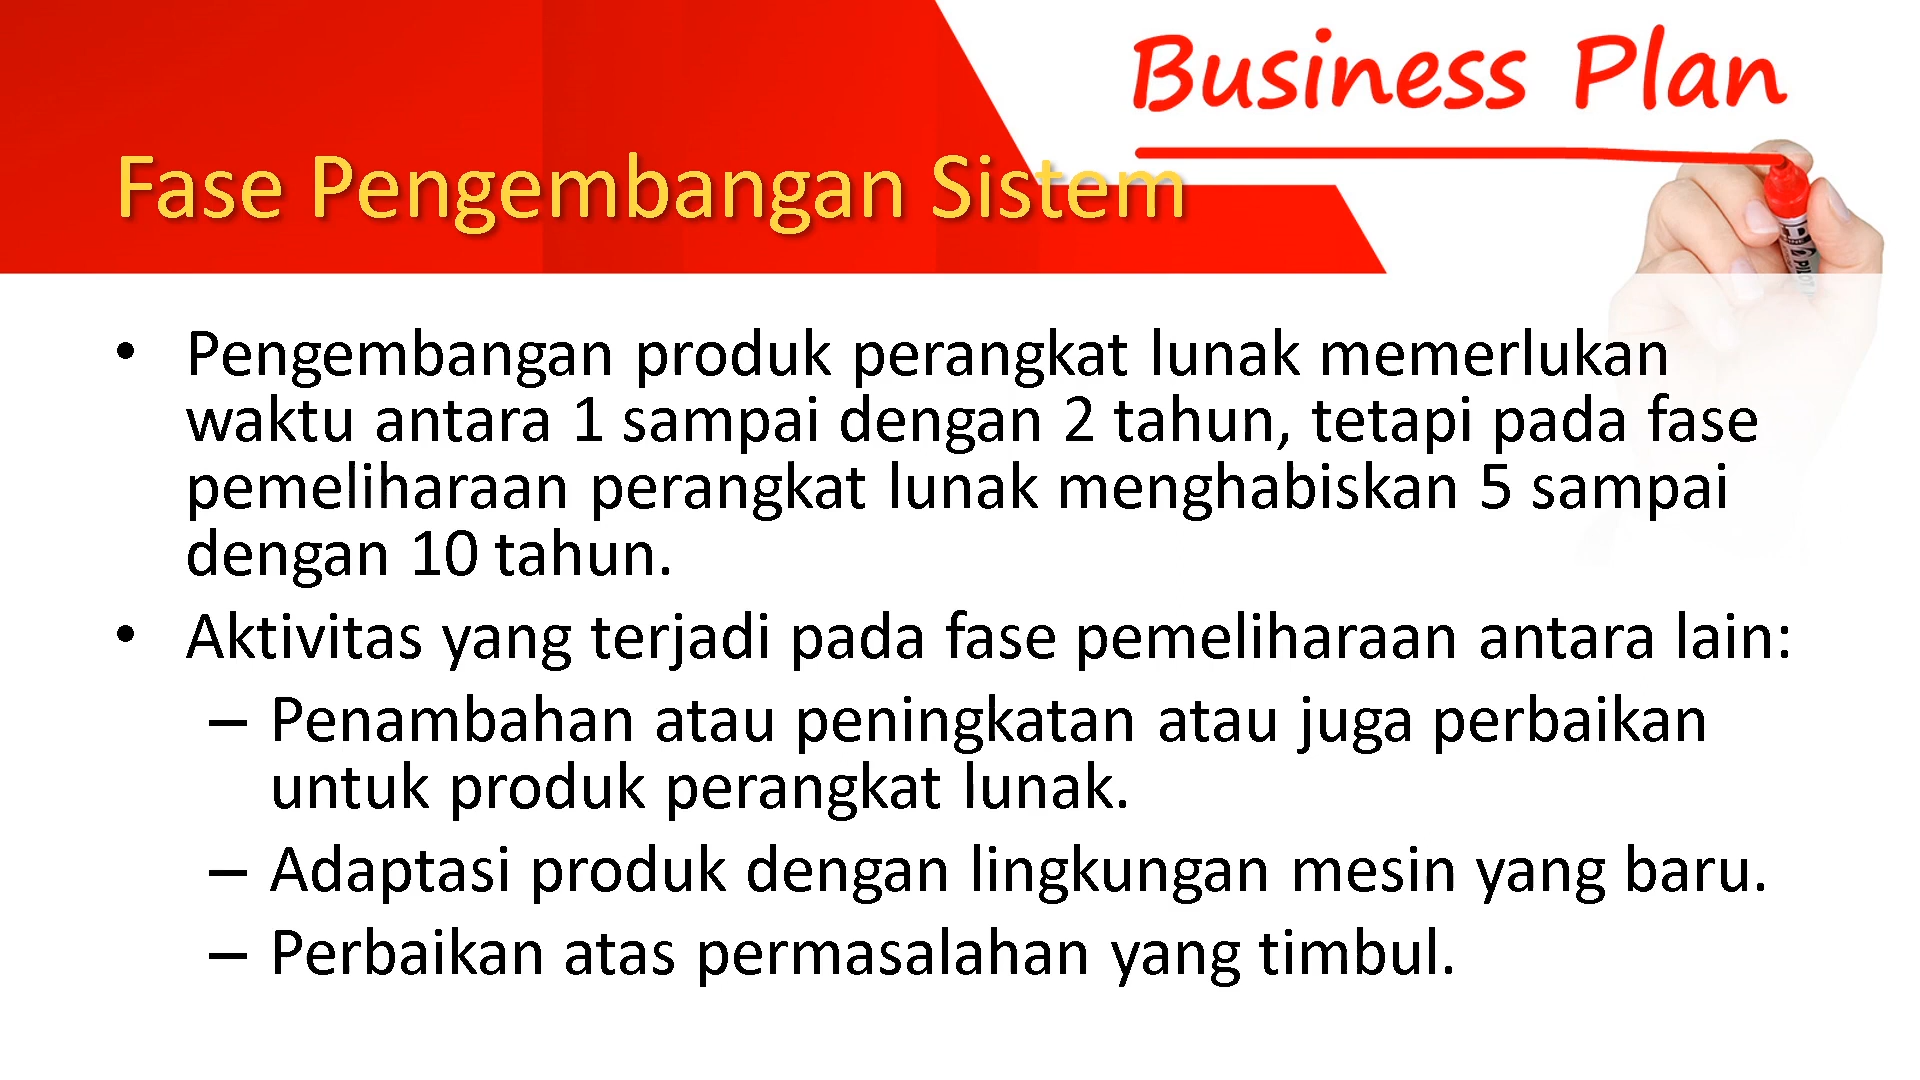 Business Plan
Fase Pengembangan Sistem
• Pengembangan produk perangkat lunak memerlukan
waktu antara 1 sampai dengan 2 tahun, tetapi pada fase
pemeliharaan perangkat lunak menghabiskan 5 sampai
dengan 10 tahun.
• Aktivitas yang terjadi pada fase pemeliharaan antara lain:
– Penambahan atau peningkatan atau juga perbaikan
untuk produk perangkat lunak.
– Adaptasi produk dengan lingkungan mesin yang baru.
– Perbaikan atas permasalahan yang timbul.